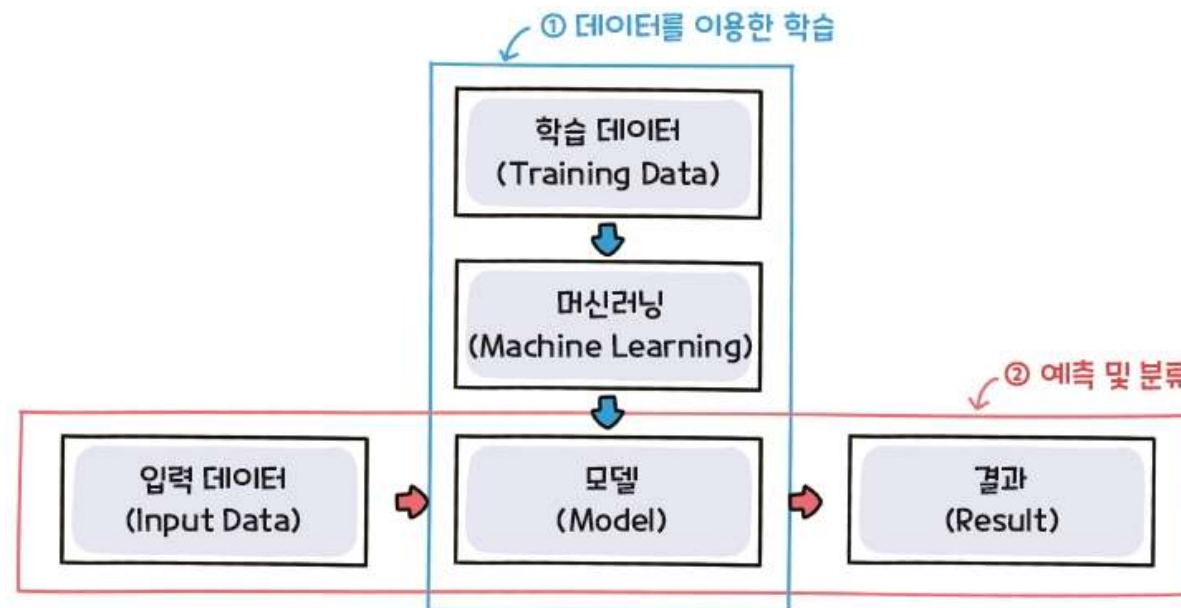 ① 데이터를 이용한 학습
학습 데이터
(Training Data)
머신러닝
(Machine Learning)
② 예측 및 분류
입력 데이터
(Input Data)
모델
(Model)
결과
(Result)